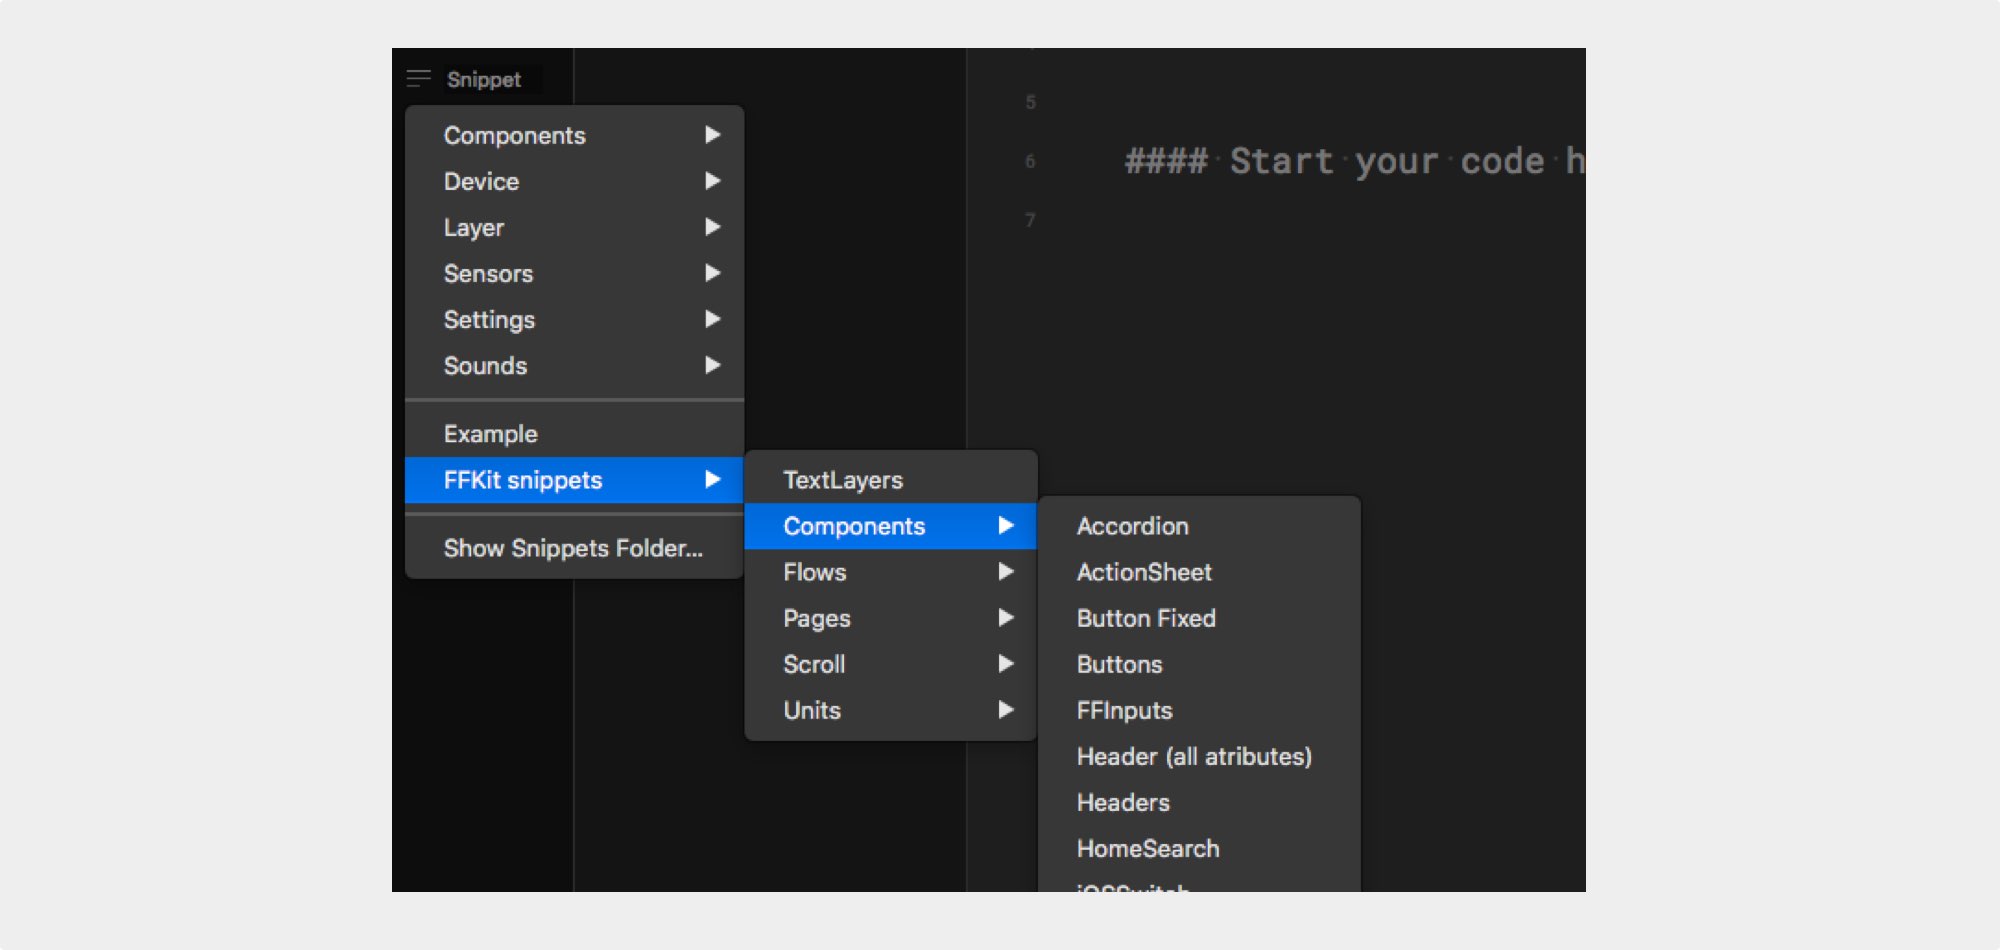 Snippet
Components
Device
Layer
Sensors
Settings
Sounds
Example
FFKit snippets
Show Snippets Folder...
TextLayers
Components
Flows
Pages
Scroll
Units
Accordion
ActionSheet
Button Fixed
Buttons
FFInputs
Header (all atributes)
Headers
HomeSearch
iOSSwitch
5
6 #### Start your code h
7